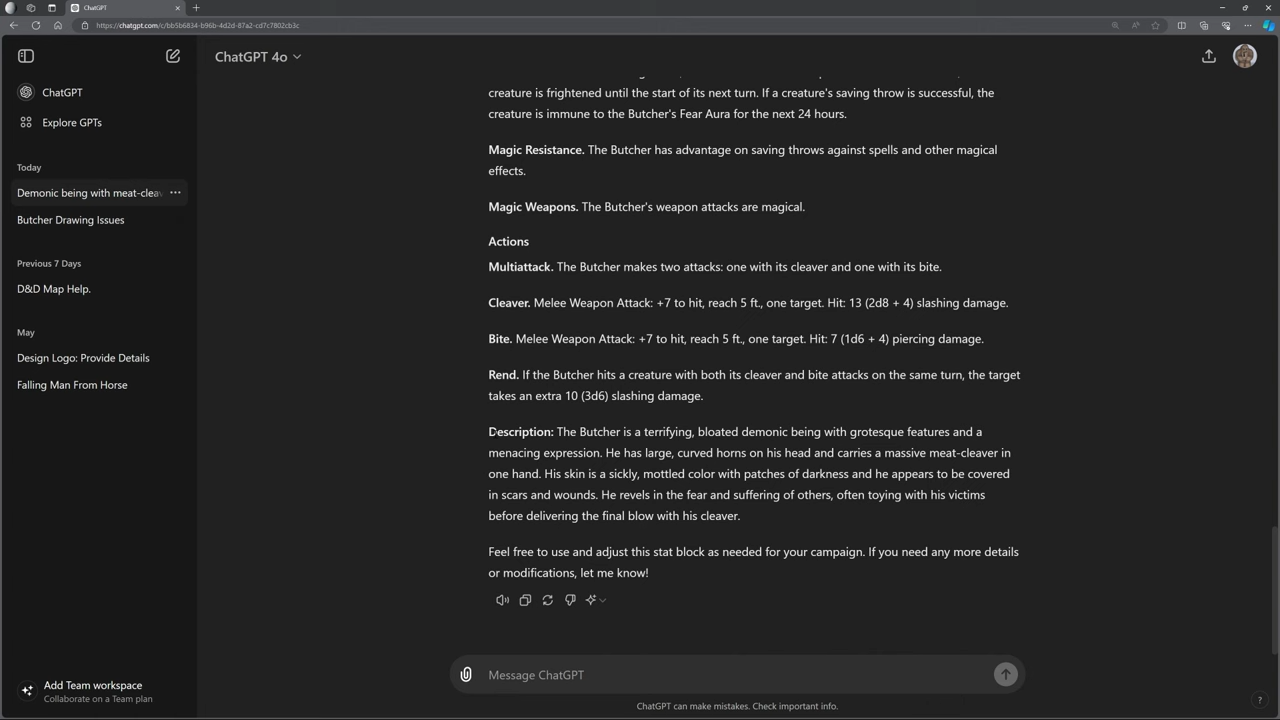 ChatGPT
https://chatgpt.com/c/bb5b6834-b96b-4d2d-87a2-cd7c7802cb3c
ChatGPT 4o
ChatGPT
Explore GPTs
Today
Demonic being with meat-cleav
Butcher Drawing Issues
Previous 7 Days
D&D Map Help.
May
Design Logo: Provide Details
Falling Man From Horse
Add Team workspace
Collaborate on a Team plan
creature is frightened until the start of its next turn. If a creature's saving throw is successful, the
creature is immune to the Butcher's Fear Aura for the next 24 hours.
Magic Resistance. The Butcher has advantage on saving throws against spells and other magical
effects.
Magic Weapons. The Butcher's weapon attacks are magical.
Actions
Multiattack. The Butcher makes two attacks: one with its cleaver and one with its bite.
Cleaver. Melee Weapon Attack: +7 to hit, reach 5 ft., one target. Hit: 13 (2d8 + 4) slashing damage.
Bite. Melee Weapon Attack: +7 to hit, reach 5 ft., one target. Hit: 7 (1d6 + 4) piercing damage.
Rend. If the Butcher hits a creature with both its cleaver and bite attacks on the same turn, the target
takes an extra 10 (3d6) slashing damage.
Description: The Butcher is a terrifying, bloated demonic being with grotesque features and a
menacing expression. He has large, curved horns on his head and carries a massive meat-cleaver in
one hand. His skin is a sickly, mottled color with patches of darkness and he appears to be covered
in scars and wounds. He revels in the fear and suffering of others, often toying with his victims
before delivering the final blow with his cleaver.
Feel free to use and adjust this stat block as needed for your campaign. If you need any more details
or modifications, let me know!
Message ChatGPT
ChatGPT can make mistakes. Check important info.
?